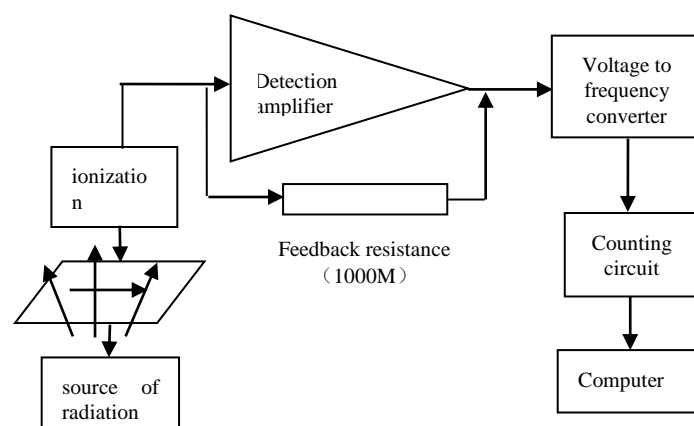 Detection
amplifier
Voltage to
frequency
converter
ionizatio
n
Feedback resistance
（1000M）
Counting
circuit
source of
radiation
Computer